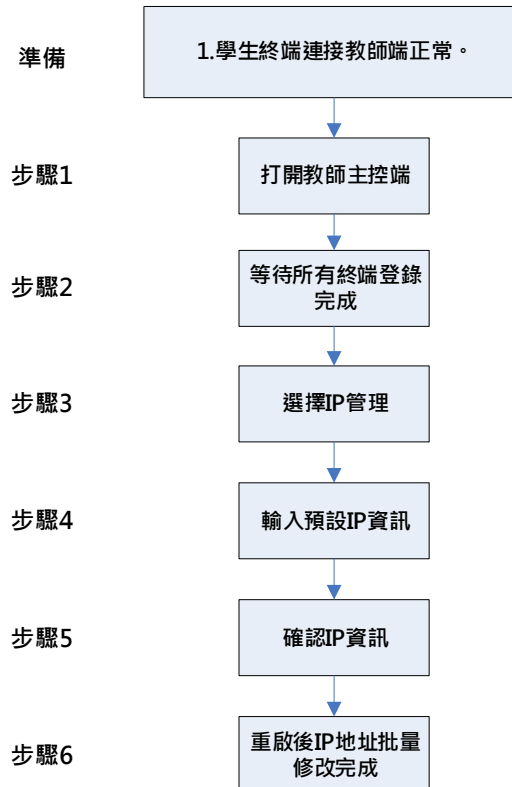 準備
1.學生終端連接教師端正常。
步驟1
打開教師主控端
步驟2
等待所有終端登錄
完成
步驟3
選擇IP管理
步驟4
輸入預設IP資訊
步驟5
確認IP資訊
步驟6
重啟後IP地址批量
修改完成